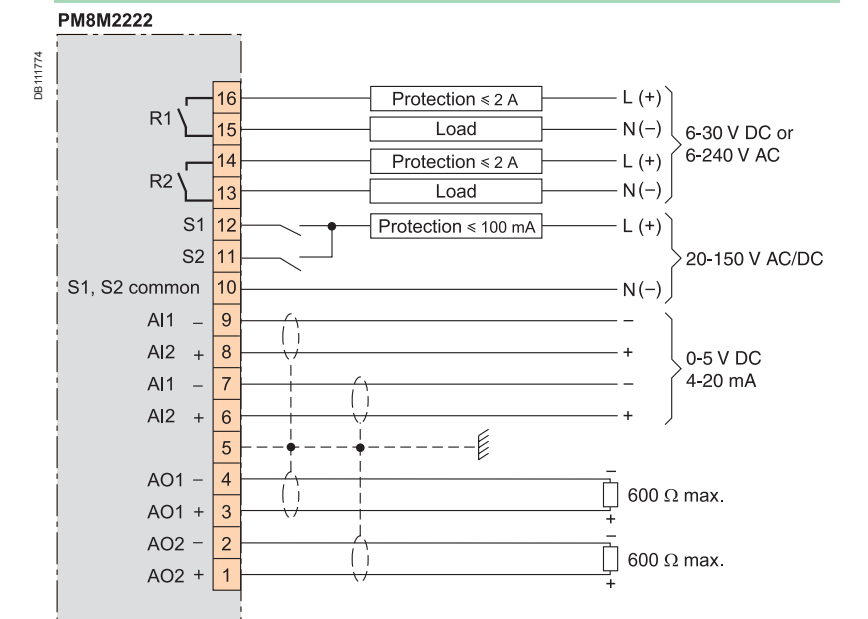 PM8M2222
DB111774
R1 16 Protection ⩽ 2 A L (+)
15 Load N(−)
6-30 V DC or
6-240 V AC
R2 14 Protection ⩽ 2 A L (+)
13 Load N(−)
S1 12 Protection ⩽ 100 mA L (+)
S2 11
20-150 V AC/DC
S1, S2 common 10 N(−)
AI1 − 9 −
AI2 + 8 +
0-5 V DC
4-20 mA
AI1 − 7 −
AI2 + 6 +
5
AO1 − 4 −
600 Ω max.
AO1 + 3 +
AO2 − 2 −
600 Ω max.
AO2 + 1 +